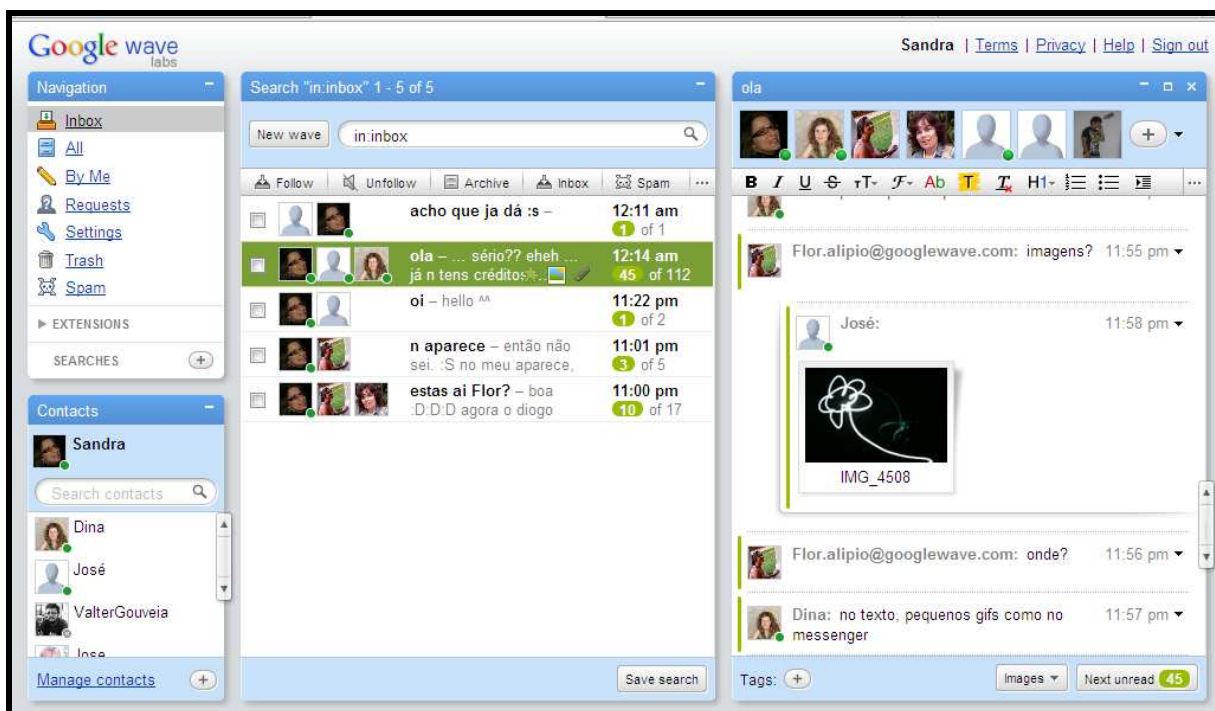 Google wave
labs
Sandra | Terms | Privacy | Help | Sign out
Navigation
Inbox
All
By Me
Requests
Settings
Trash
Spam
EXTENSIONS
SEARCHES
Contacts
Sandra
Search contacts
Dina
José
ValterGouveia
Jose
Manage contacts
Search "in:inbox" 1 - 5 of 5
New wave in:inbox
Follow Unfollow Archive Inbox Spam ...
acho que ja dá :s – 12:11 am
1 of 1
ola – ... sério?? eheh ... 12:14 am
já n tens créditos 45 of 112
oi – hello ^^ 11:22 pm
1 of 2
n aparece – então não 11:01 pm
sei. :S no meu aparece, 3 of 5
estas ai Flor? – boa 11:00 pm
:D:D:D agora o diogo 10 of 17
Save search
ola
B I U S TT F Ab T T H1 ...
Flor.alipio@googlewave.com: imagens? 11:55 pm
José: 11:58 pm
IMG_4508
Flor.alipio@googlewave.com: onde? 11:56 pm
Dina: no texto, pequenos gifs como no 11:57 pm
messenger
Tags: Images Next unread 45